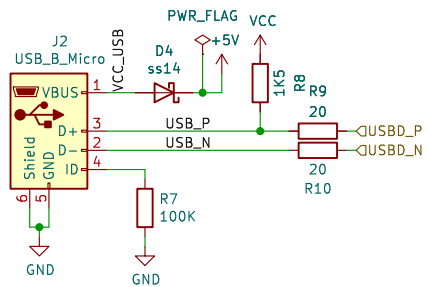 PWR_FLAG
J2
USB_B_Micro
VCC_USB
D4
ss14
+5V
VCC
VBUS
1
1K5
R8
R9
20
D+
3
USB_P
USBD_P
D-
2
USB_N
USBD_N
20
R10
ID
4
Shield
GND
6
5
R7
100K
GND
GND